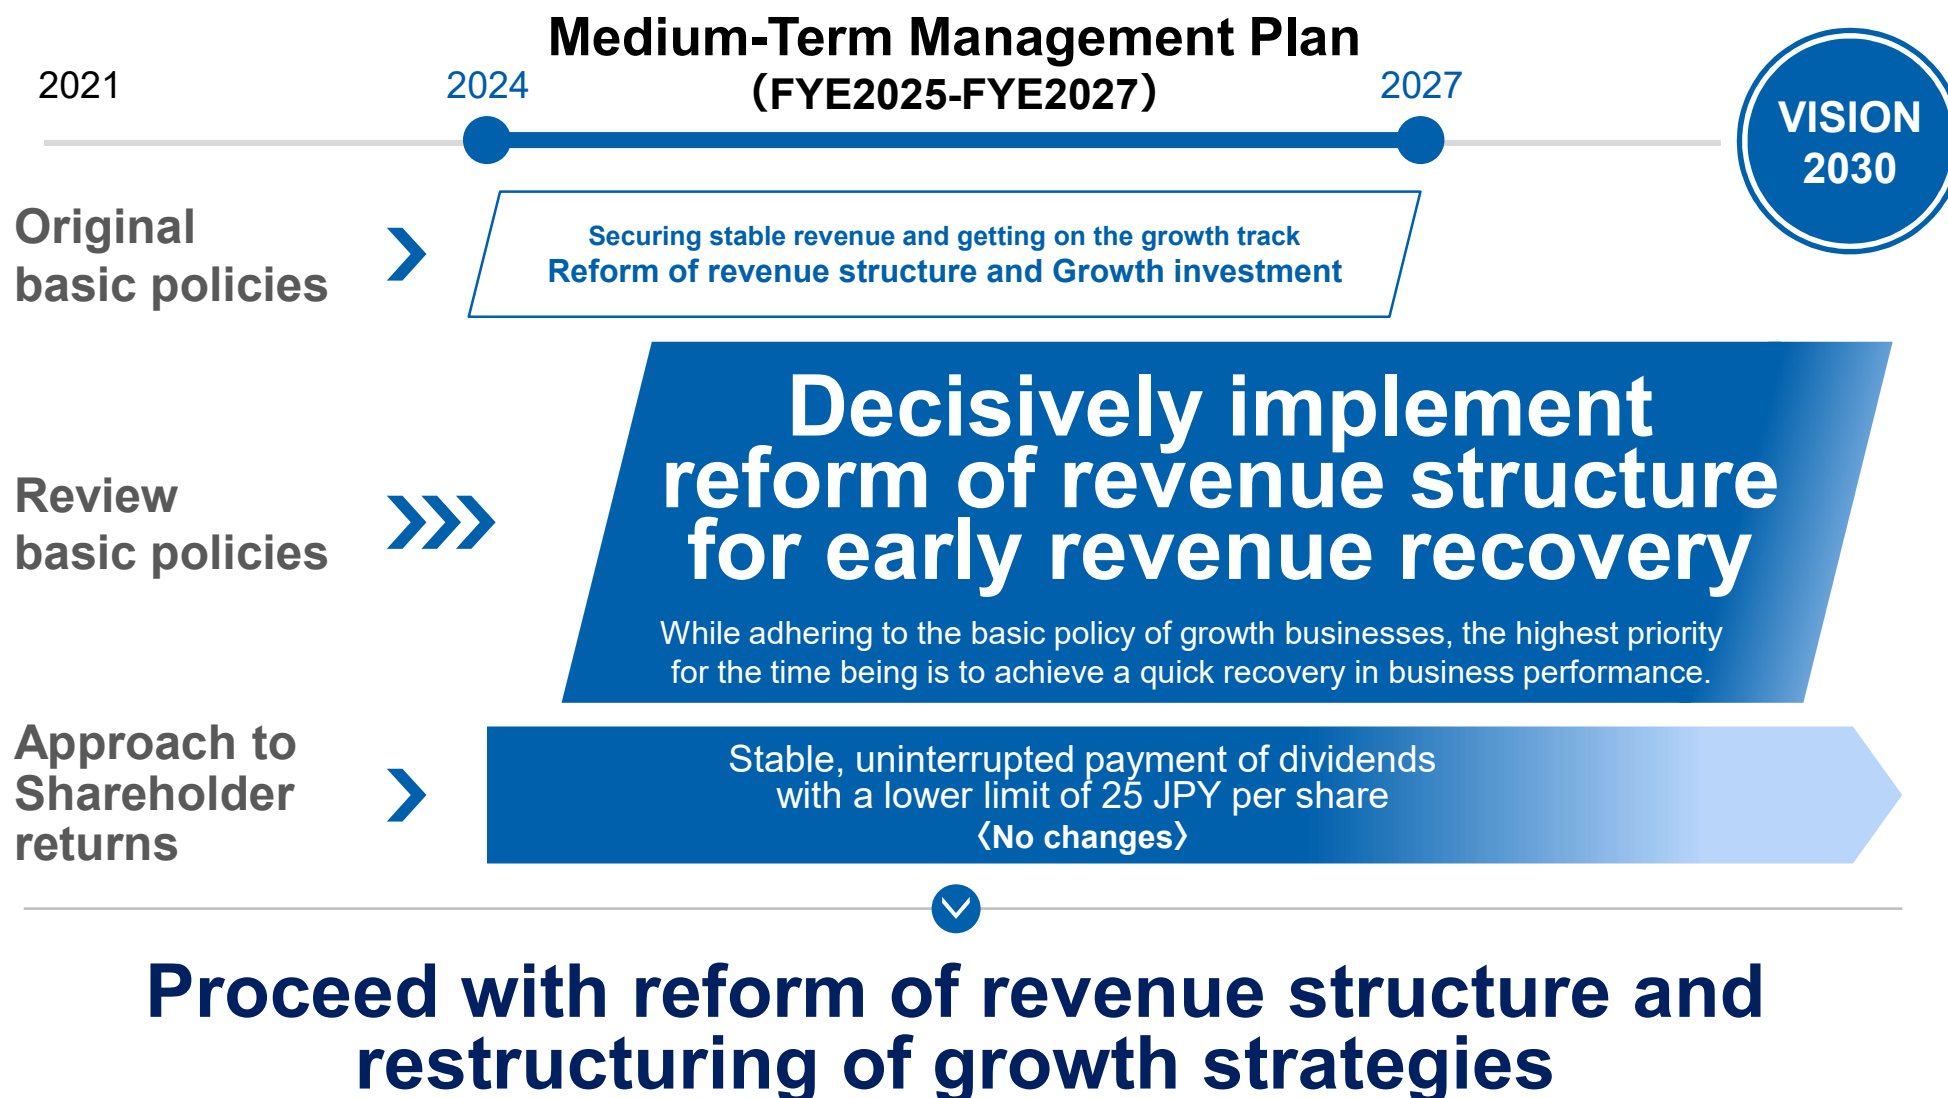 Medium-Term Management Plan
（FYE2025-FYE2027）
2021
2024
2027
VISION
2030
Original
basic policies
Securing stable revenue and getting on the growth track
Reform of revenue structure and Growth investment
Review
basic policies
Decisively implement
reform of revenue structure
for early revenue recovery
While adhering to the basic policy of growth businesses, the highest priority
for the time being is to achieve a quick recovery in business performance.
Approach to
Shareholder
returns
Stable, uninterrupted payment of dividends
with a lower limit of 25 JPY per share
〈No changes〉
Proceed with reform of revenue structure and
restructuring of growth strategies